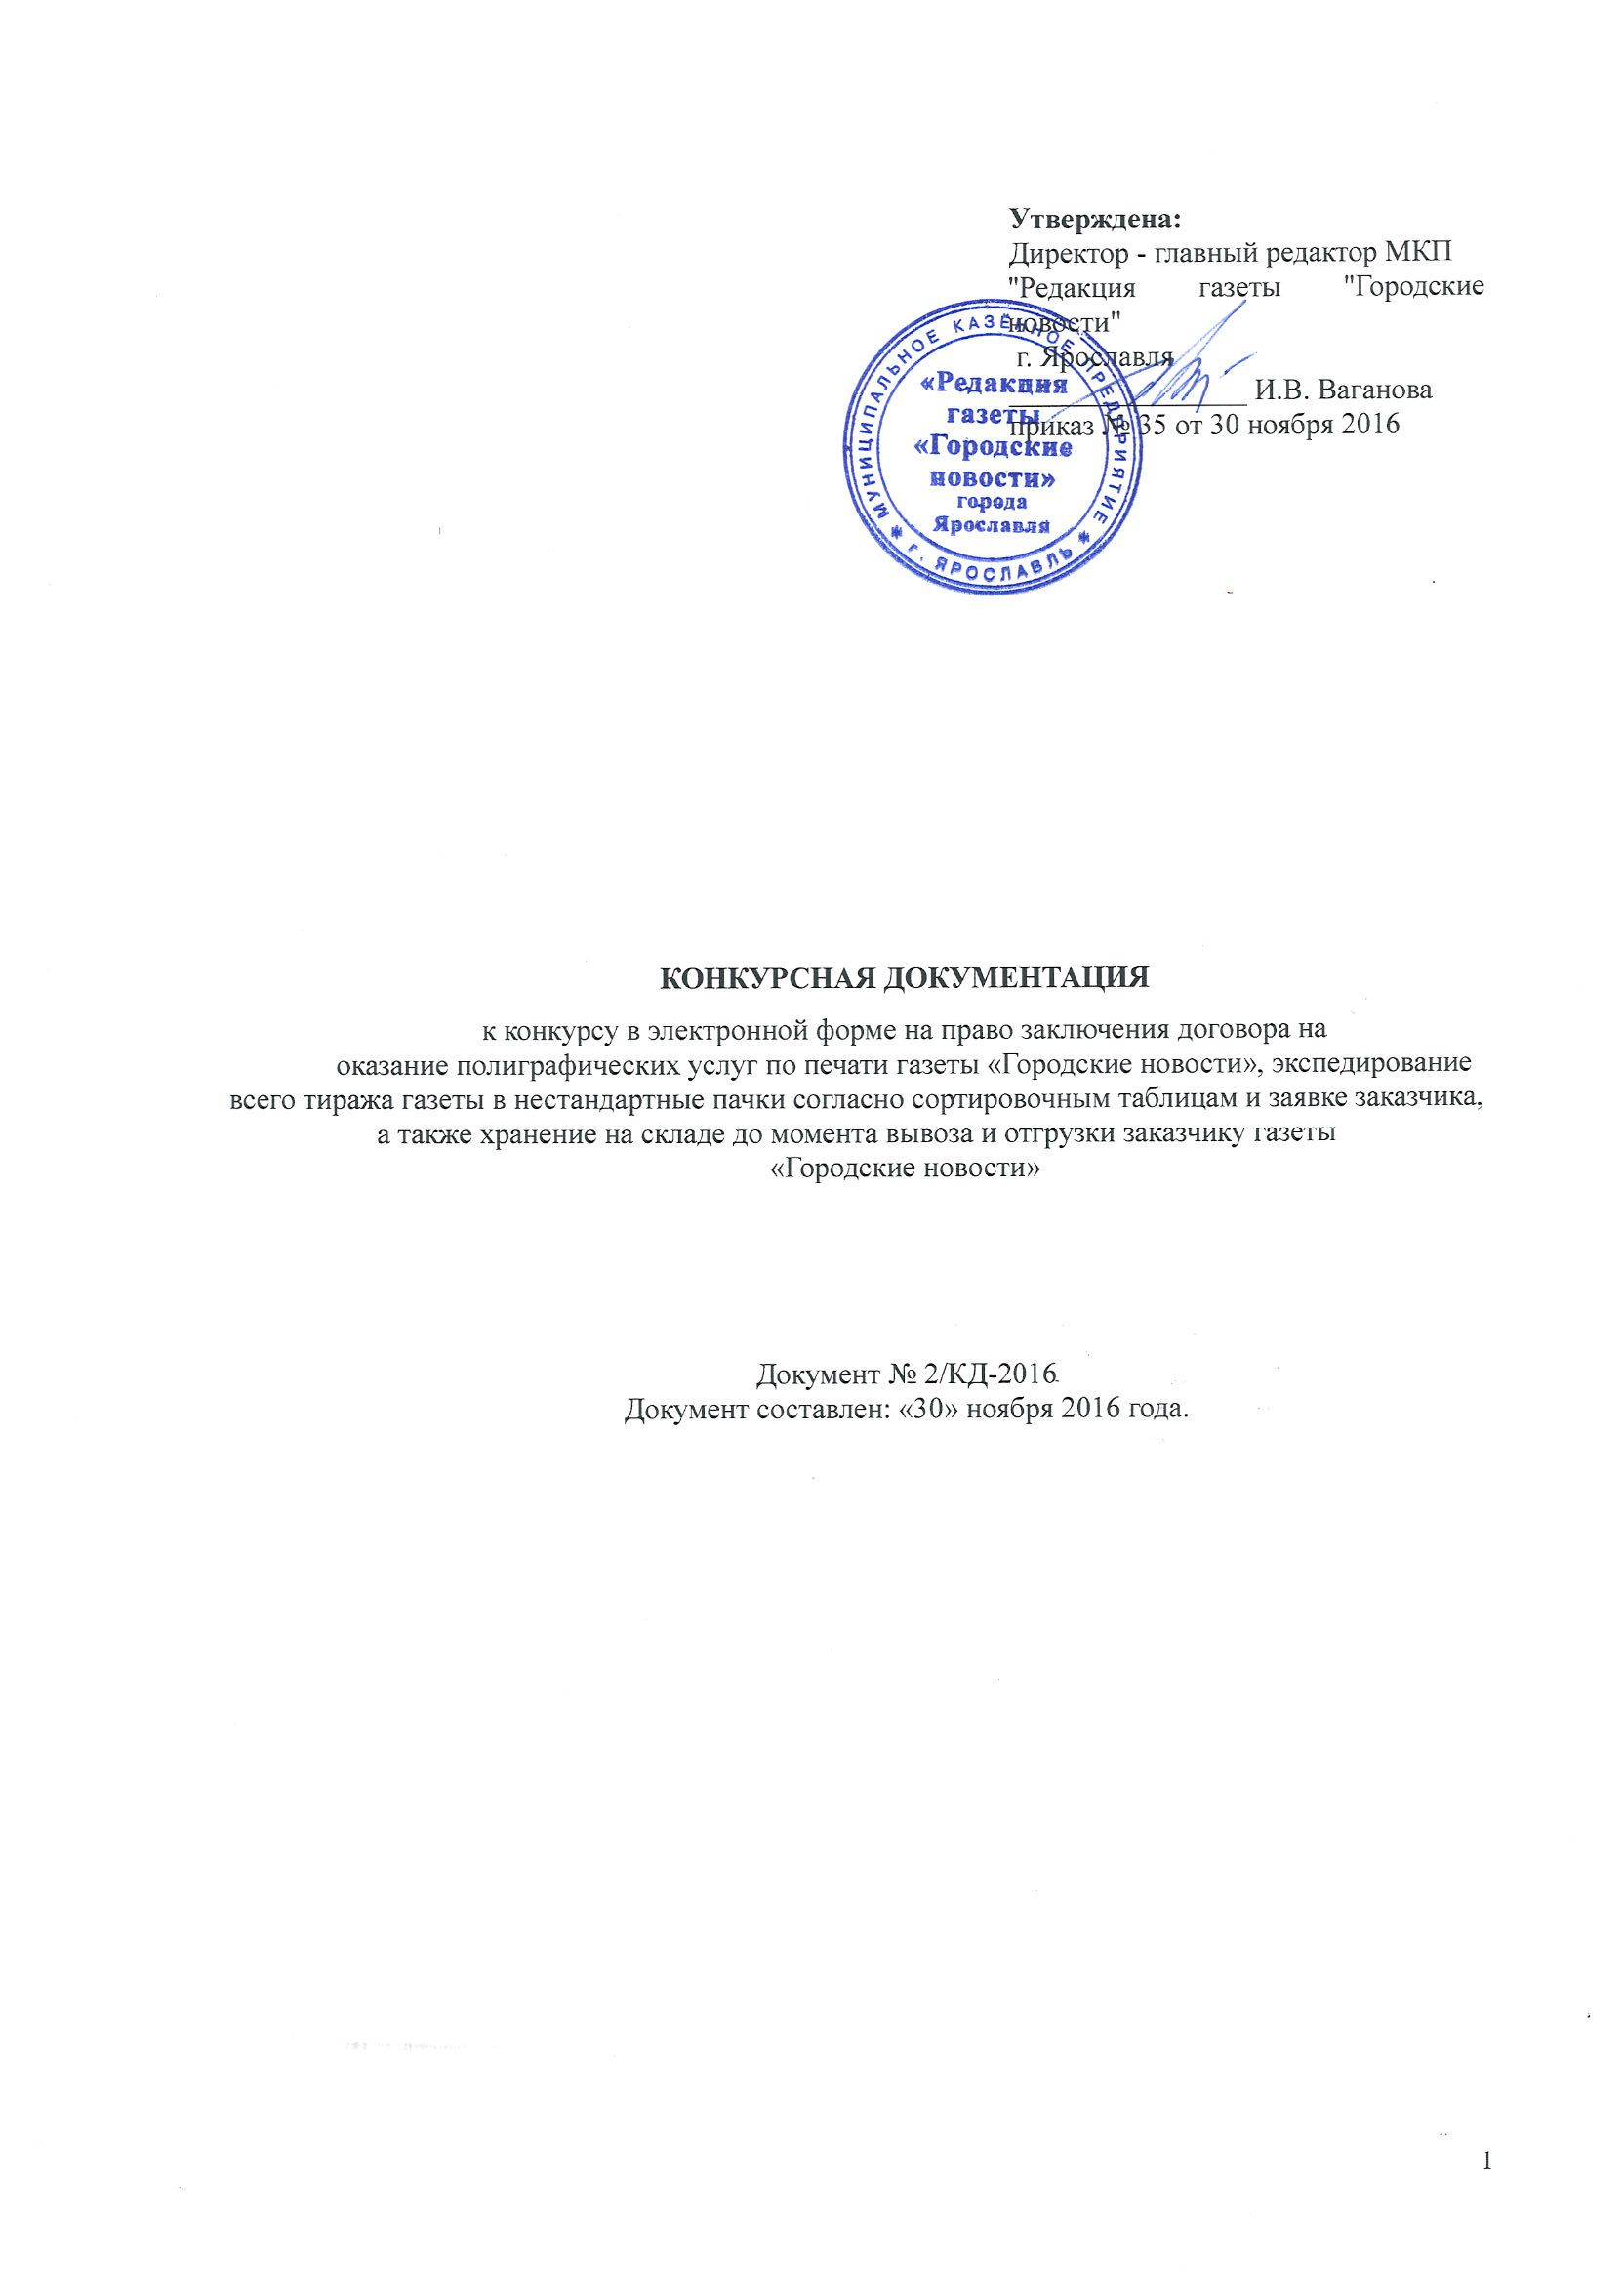 Утверждена:
Директор - главный редактор МКП
"Редакция газеты "Городские
новости"
г. Ярославля
И.В. Ваганова
приказ № 35 от 30 ноября 2016
МУНИЦИПАЛЬНОЕ КАЗЁННОЕ ПРЕДПРИЯТИЕ
«Редакция
газеты
«Городские
новости»
города
Ярославля
г. ЯРОСЛАВЛЬ
КОНКУРСНАЯ ДОКУМЕНТАЦИЯ
к конкурсу в электронной форме на право заключения договора на
оказание полиграфических услуг по печати газеты «Городские новости», экспедирование
всего тиража газеты в нестандартные пачки согласно сортировочным таблицам и заявке заказчика,
а также хранение на складе до момента вывоза и отгрузки заказчику газеты
«Городские новости»
Документ № 2/КД-2016
Документ составлен: «30» ноября 2016 года.
1